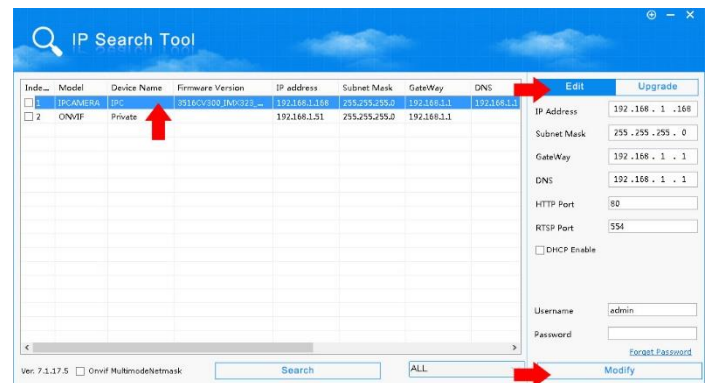 IP Search Tool
Inde... Model Device Name Firmware Version IP address Subnet Mask GateWay DNS
1 IPCAMERA IPC 3516CV300_IMX323_... 192.168.1.168 255.255.255.0 192.168.1.1 192.168.1.1
2 ONVIF Private 192.168.1.51 255.255.255.0 192.168.1.1
Edit Upgrade
IP Address 192 .168 . 1 .168
Subnet Mask 255 .255 .255 . 0
GateWay 192 .168 . 1 . 1
DNS 192 .168 . 1 . 1
HTTP Port 80
RTSP Port 554
DHCP Enable
Username admin
Password
Forget Password
Ver. 7.1.17.5 Onvif MultimodeNetmask Search ALL Modify